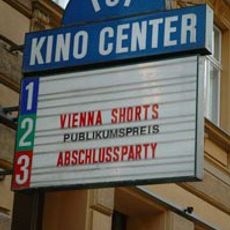 KINO CENTER
1
VIENNA SHORTS
2
PUBLIKUMSPREIS
3
ABSCHLUSSPARTY